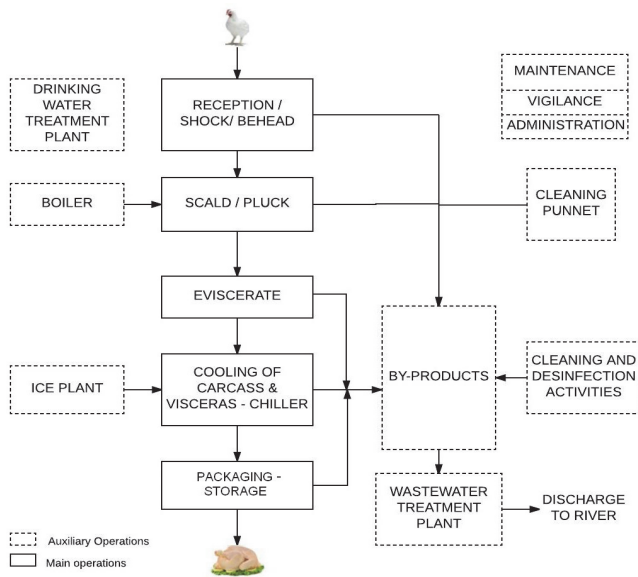 DRINKING
WATER
TREATMENT
PLANT
RECEPTION /
SHOCK/ BEHEAD
MAINTENANCE
VIGILANCE
ADMINISTRATION
BOILER
SCALD / PLUCK
CLEANING
PUNNET
EVISCERATE
ICE PLANT
COOLING OF
CARCASS &
VISCERAS - CHILLER
BY-PRODUCTS
CLEANING AND
DESINFECTION
ACTIVITIES
PACKAGING -
STORAGE
WASTEWATER
TREATMENT
PLANT
DISCHARGE
TO RIVER
Auxiliary Operations
Main operations